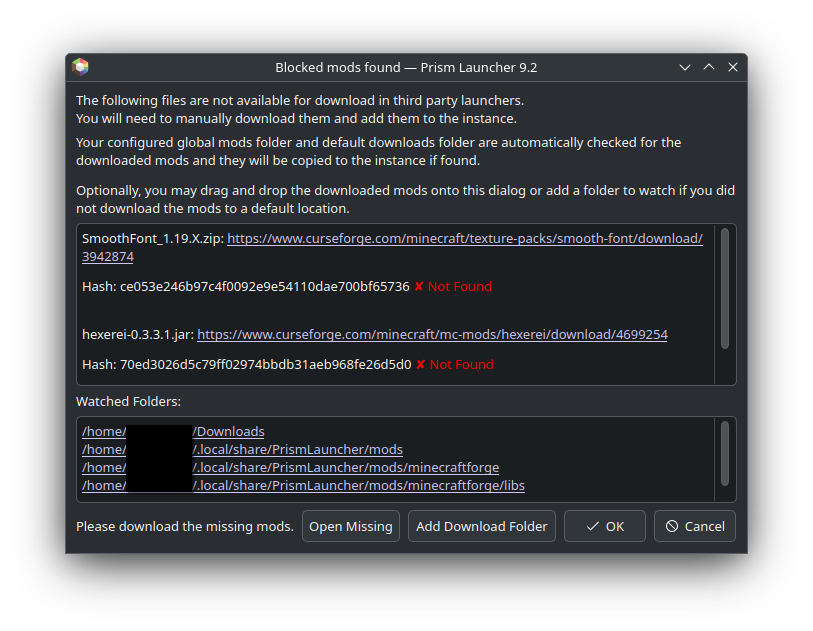 Blocked mods found — Prism Launcher 9.2
The following files are not available for download in third party launchers.
You will need to manually download them and add them to the instance.
Your configured global mods folder and default downloads folder are automatically checked for the
downloaded mods and they will be copied to the instance if found.
Optionally, you may drag and drop the downloaded mods onto this dialog or add a folder to watch if you did
not download the mods to a default location.
SmoothFont_1.19.X.zip: https://www.curseforge.com/minecraft/texture-packs/smooth-font/download/
3942874
Hash: ce053e246b97c4f0092e9e54110dae700bf65736 ✘ Not Found
hexerei-0.3.3.1.jar: https://www.curseforge.com/minecraft/mc-mods/hexerei/download/4699254
Hash: 70ed3026d5c79ff02974bbdb31aeb968fe26d5d0 ✘ Not Found
Watched Folders:
/home/ /Downloads
/home/ /.local/share/PrismLauncher/mods
/home/ /.local/share/PrismLauncher/mods/minecraftforge
/home/ /.local/share/PrismLauncher/mods/minecraftforge/libs
Please download the missing mods. Open Missing Add Download Folder OK Cancel